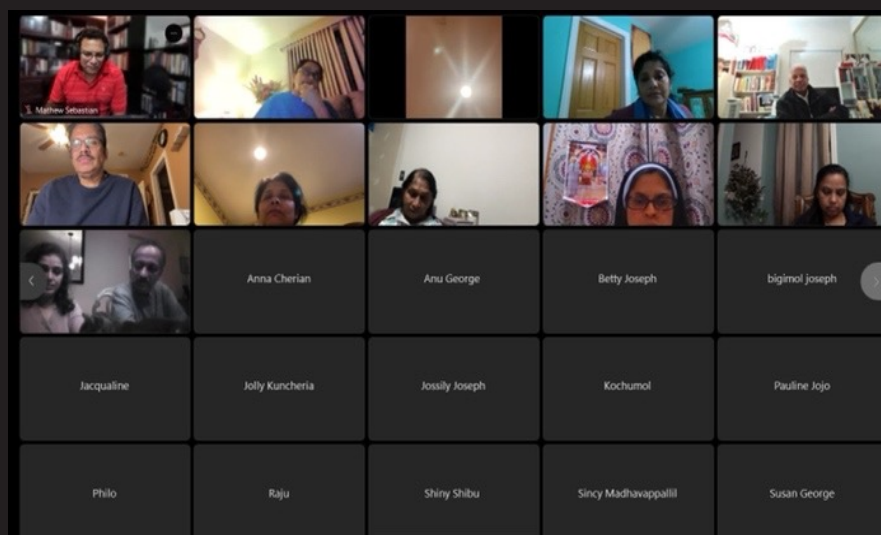 Mathew Sebastian
Anna Cherian
Anu George
Betty Joseph
bigimol joseph
Jacqualine
Jolly Kuncheria
Jossily Joseph
Kochumol
Pauline Jojo
Philo
Raju
Shiny Shibu
Sincy Madhavappallil
Susan George